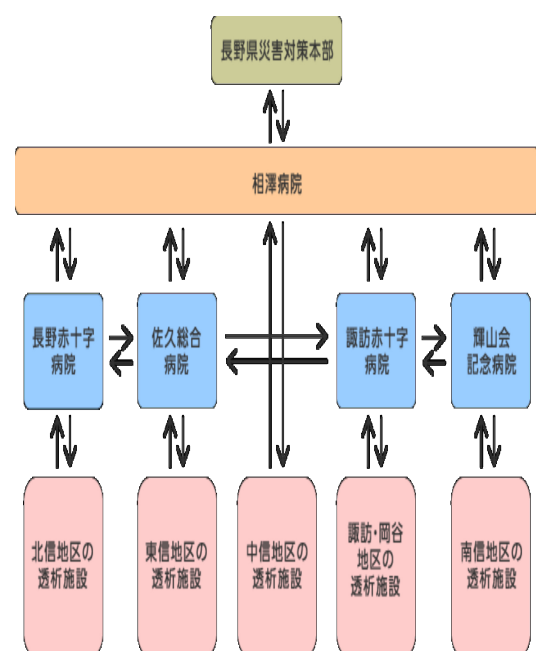 長野県災害対策本部
相澤病院
長野赤十字
病院
佐久総合
病院
諏訪赤十字
病院
輝山会
記念病院
北信地区の
透析施設
東信地区の
透析施設
中信地区の
透析施設
諏訪・岡谷
地区の
透析施設
南信地区の
透析施設